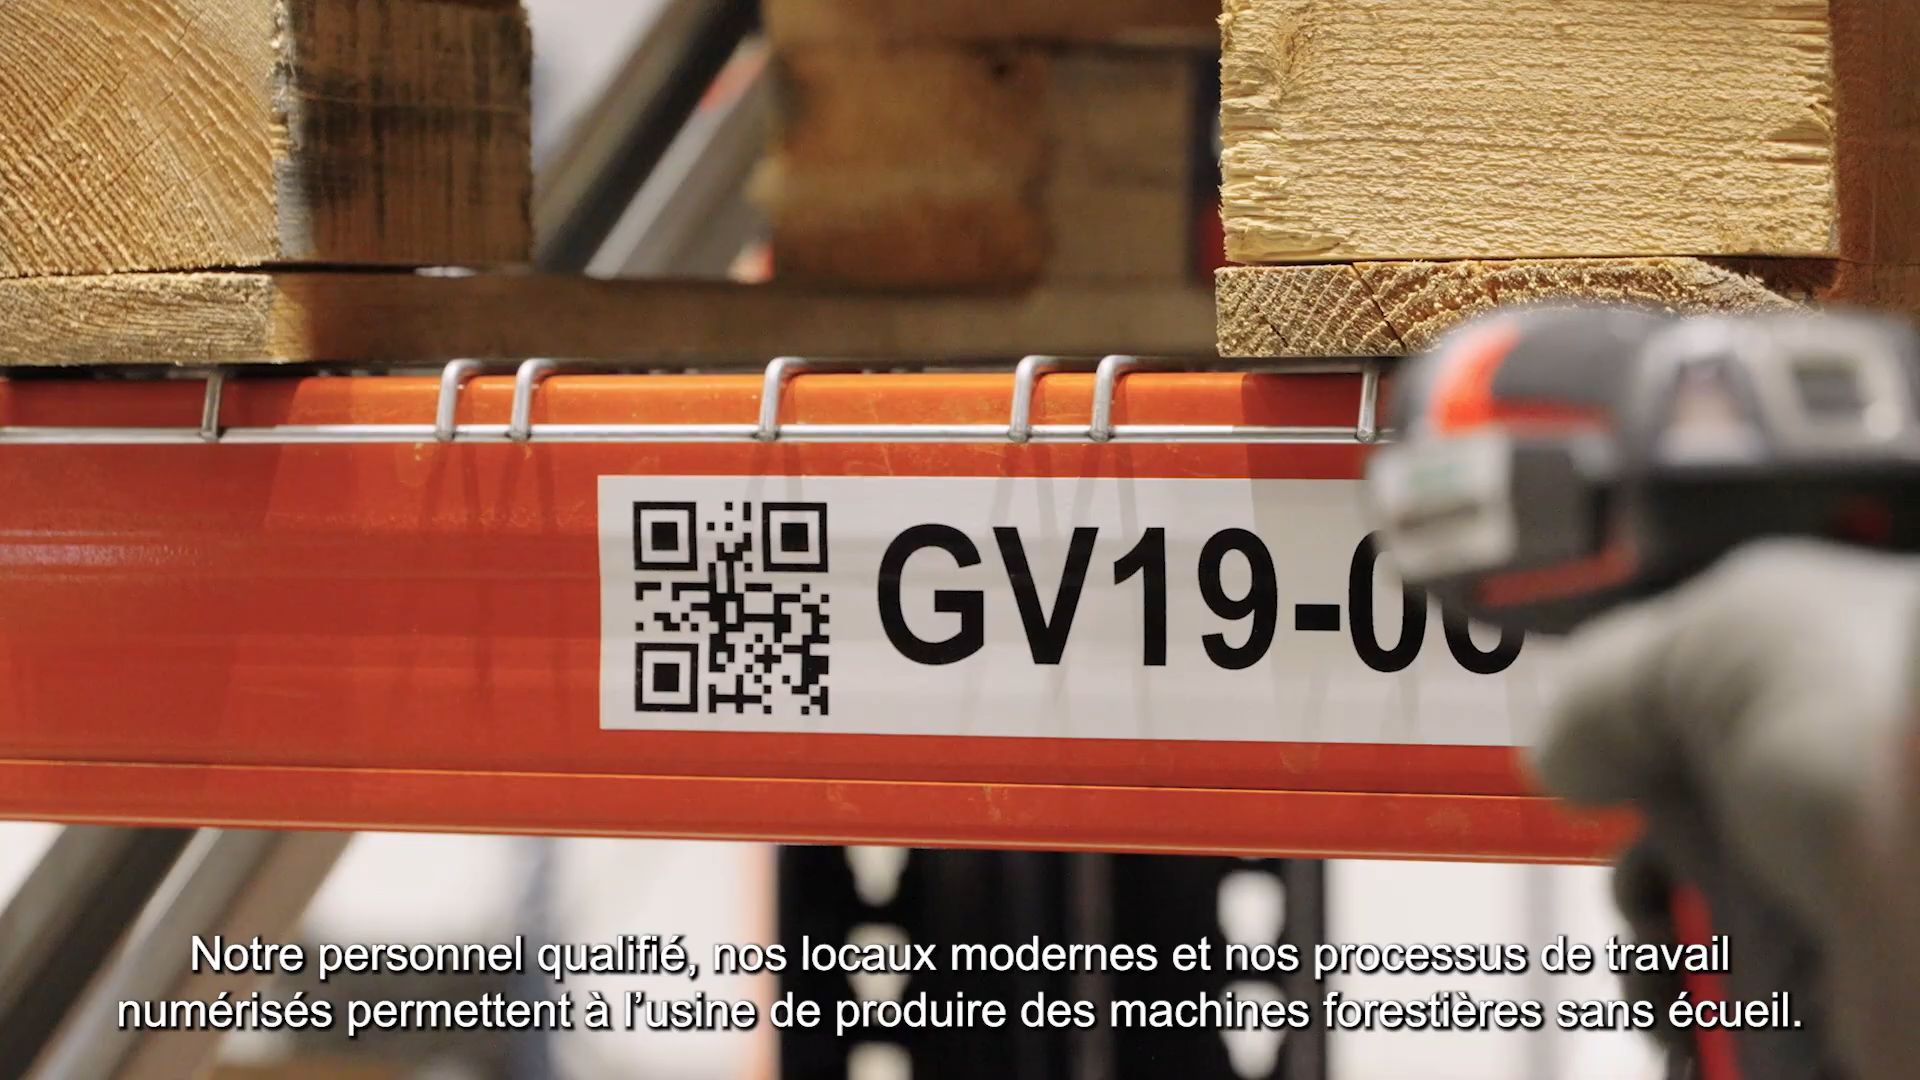 GV19-0
Notre personnel qualifié, nos locaux modernes et nos processus de travail
numérisés permettent à l’usine de produire des machines forestières sans écueil.